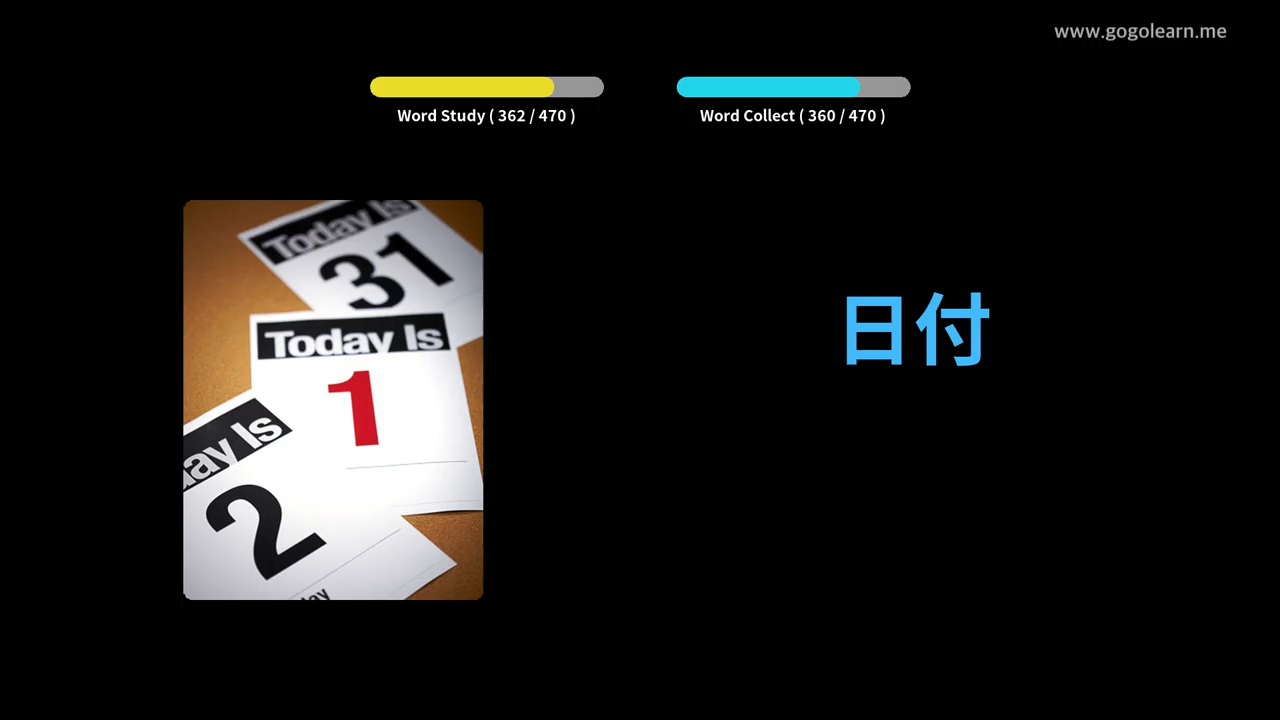 www.gogolearn.me
Word Study ( 362 / 470 )
Word Collect ( 360 / 470 )
Today Is
31
Today Is
1
ay Is
2
日付